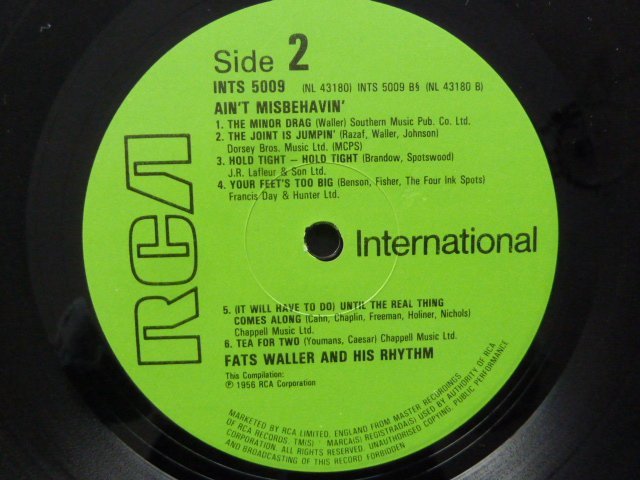 Side 2
INTS 5009 (NL 43180) INTS 5009 B§ (NL 43180 B)
AIN'T MISBEHAVIN'
1. THE MINOR DRAG (Waller) Southern Music Pub. Co. Ltd.
2. THE JOINT IS JUMPIN' (Razaf, Waller, Johnson)
Dorsey Bros. Music Ltd. (MCPS)
3. HOLD TIGHT – HOLD TIGHT (Brandow, Spotswood)
J.R. Lafleur & Son Ltd.
4. YOUR FEET'S TOO BIG (Benson, Fisher, The Four Ink Spots)
Francis Day & Hunter Ltd.
RCA
International
5. (IT WILL HAVE TO DO) UNTIL THE REAL THING
COMES ALONG (Cahn, Chaplin, Freeman, Holiner, Nichols)
Chappell Music Ltd.
6. TEA FOR TWO (Youmans, Caesar) Chappell Music Ltd.
FATS WALLER AND HIS RHYTHM
This Compilation:
℗ 1956 RCA Corporation
MARKETED BY RCA LIMITED, ENGLAND FROM MASTER RECORDINGS
OF RCA RECORDS. TM(S) ® MARCA(S) REGISTRADA(S) USED BY AUTHORITY OF RCA
CORPORATION. ALL RIGHTS RESERVED. UNAUTHORISED COPYING, PUBLIC PERFORMANCE
AND BROADCASTING OF THIS RECORD FORBIDDEN